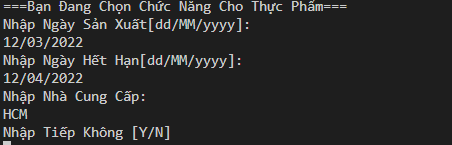 ===Bạn Đang Chọn Chức Năng Cho Thực Phẩm===
Nhập Ngày Sản Xuất[dd/MM/yyyy]:
12/03/2022
Nhập Ngày Hết Hạn[dd/MM/yyyy]:
12/04/2022
Nhập Nhà Cung Cấp:
HCM
Nhập Tiếp Không [Y/N]